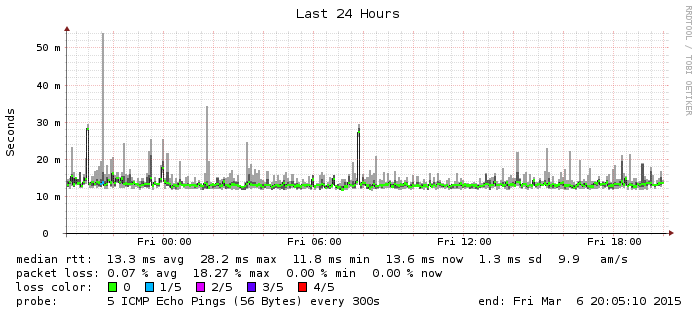 Last 24 Hours
RRDTOOL / TOBI OETIKER
Seconds
50 m
40 m
30 m
20 m
10 m
0
Fri 00:00 Fri 06:00 Fri 12:00 Fri 18:00
median rtt: 13.3 ms avg 28.2 ms max 11.8 ms min 13.6 ms now 1.3 ms sd 9.9 am/s
packet loss: 0.07 % avg 18.27 % max 0.00 % min 0.00 % now
loss color: 0 1/5 2/5 3/5 4/5
probe: 5 ICMP Echo Pings (56 Bytes) every 300s end: Fri Mar 6 20:05:10 2015